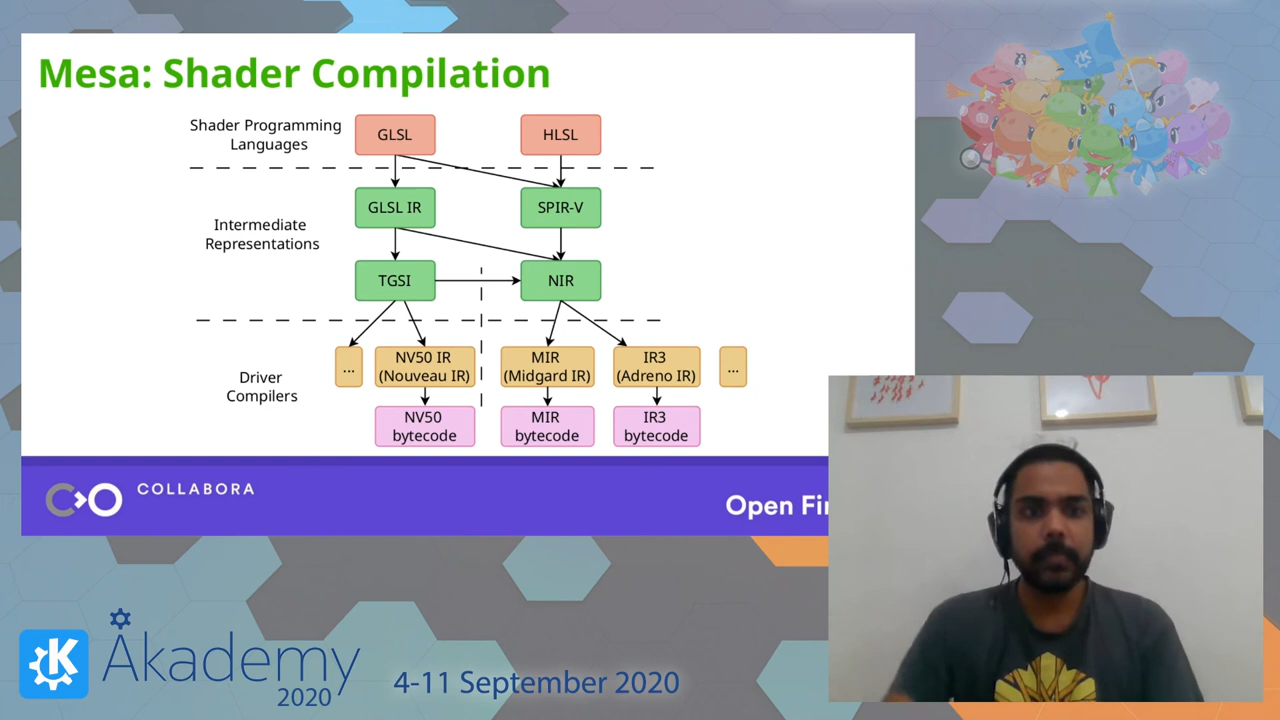 Mesa: Shader Compilation
Shader Programming
Languages
GLSL
HLSL
GLSL IR
SPIR-V
Intermediate
Representations
TGSI
NIR
Driver
Compilers
...
NV50 IR
(Nouveau IR)
MIR
(Midgard IR)
IR3
(Adreno IR)
...
NV50
bytecode
MIR
bytecode
IR3
bytecode
COLLABORA
Open Fir
Akademy
2020
4-11 September 2020